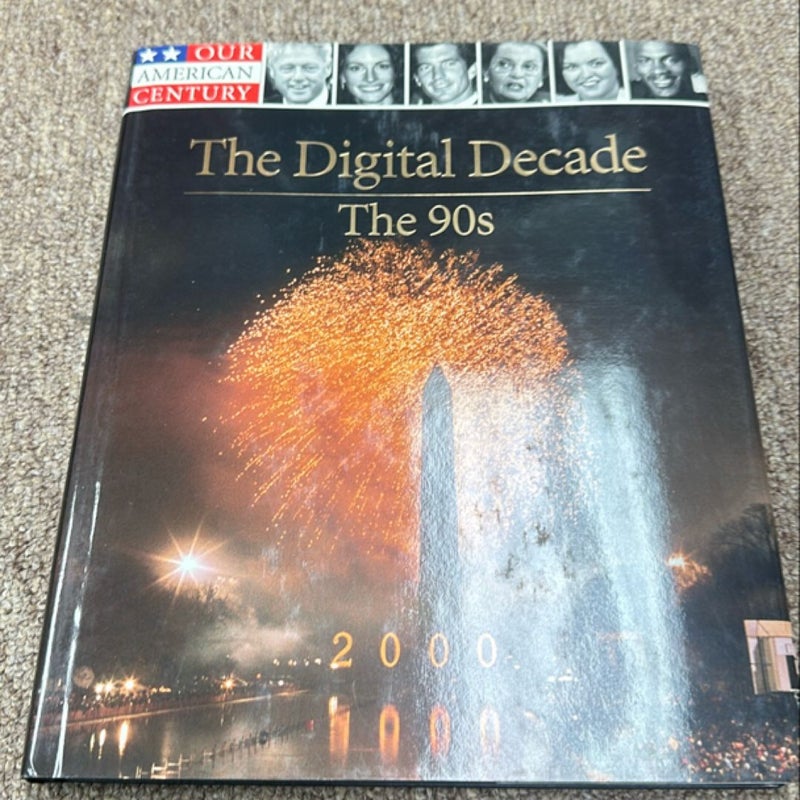 OUR
AMERICAN
CENTURY
The Digital Decade
The 90s
2000